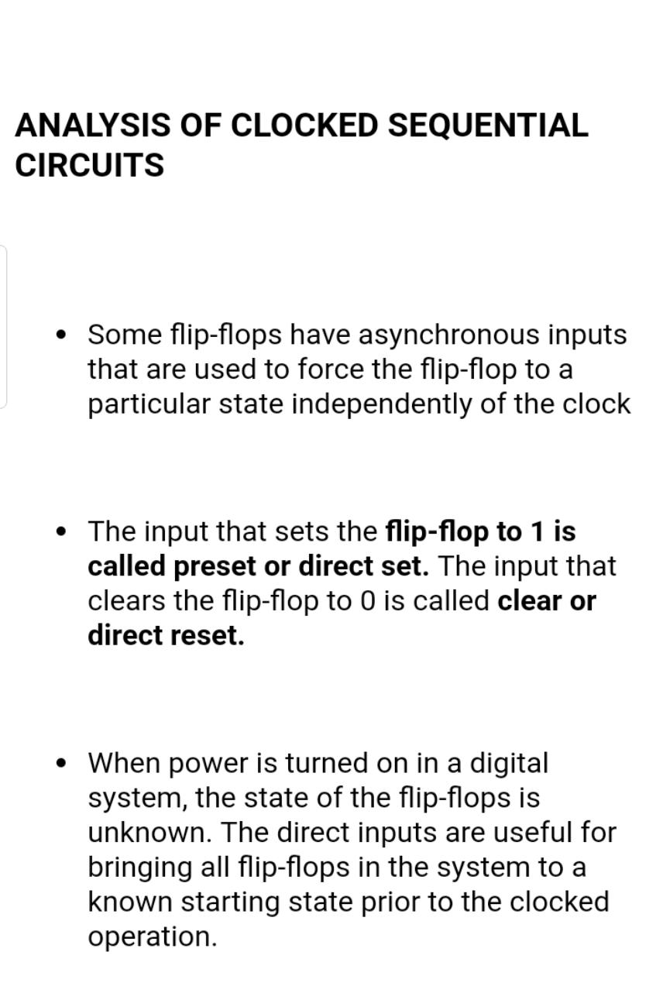 ANALYSIS OF CLOCKED SEQUENTIAL
CIRCUITS
• Some flip-flops have asynchronous inputs
that are used to force the flip-flop to a
particular state independently of the clock
• The input that sets the flip-flop to 1 is
called preset or direct set. The input that
clears the flip-flop to 0 is called clear or
direct reset.
• When power is turned on in a digital
system, the state of the flip-flops is
unknown. The direct inputs are useful for
bringing all flip-flops in the system to a
known starting state prior to the clocked
operation.